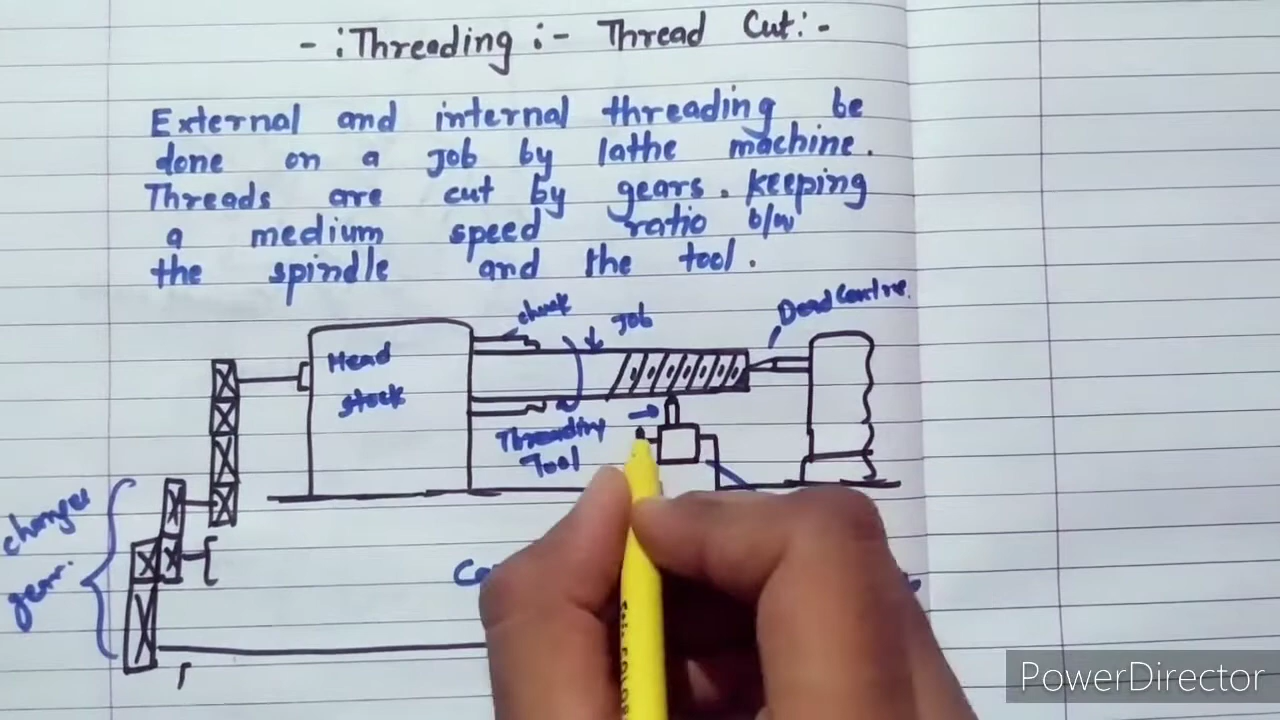 - : Threading :- Thread Cut: -
External and internal threading be
done on a Job by lathe machine.
Threads are cut by gears. Keeping
a medium speed ratio b/w
the spindle and the tool.
chuck
Job
Dead Centre.
Head
stock
Threading
Tool
changer
gear.
PowerDirector